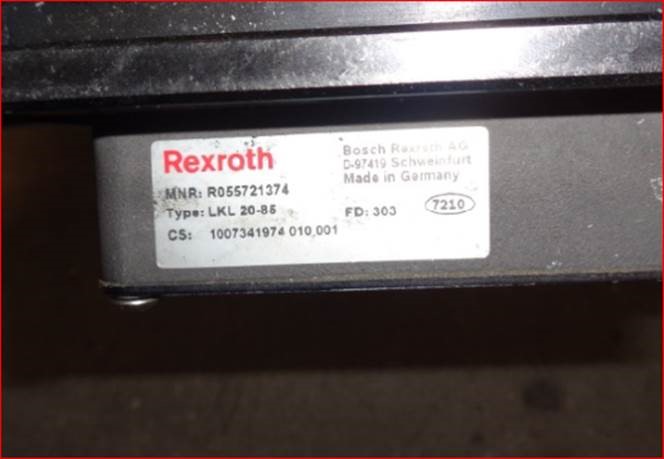 Rexroth
Bosch Rexroth AG
D-97419 Schweinfurt
Made in Germany
MNR: R055721374
Type: LKL 20-85
FD: 303
7210
CS: 1007341974 010,001